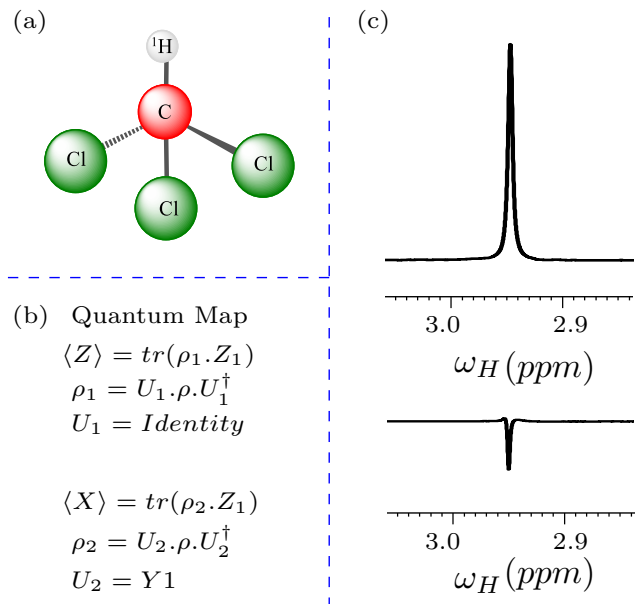 (a)
¹H
C
Cl
Cl
Cl
(b) Quantum Map
⟨Z⟩ = tr(ρ₁.Z₁)
ρ₁ = U₁.ρ.U₁†
U₁ = Identity
⟨X⟩ = tr(ρ₂.Z₁)
ρ₂ = U₂.ρ.U₂†
U₂ = Y1
(c)
3.0 2.9
ω_H(ppm)
3.0 2.9
ω_H(ppm)